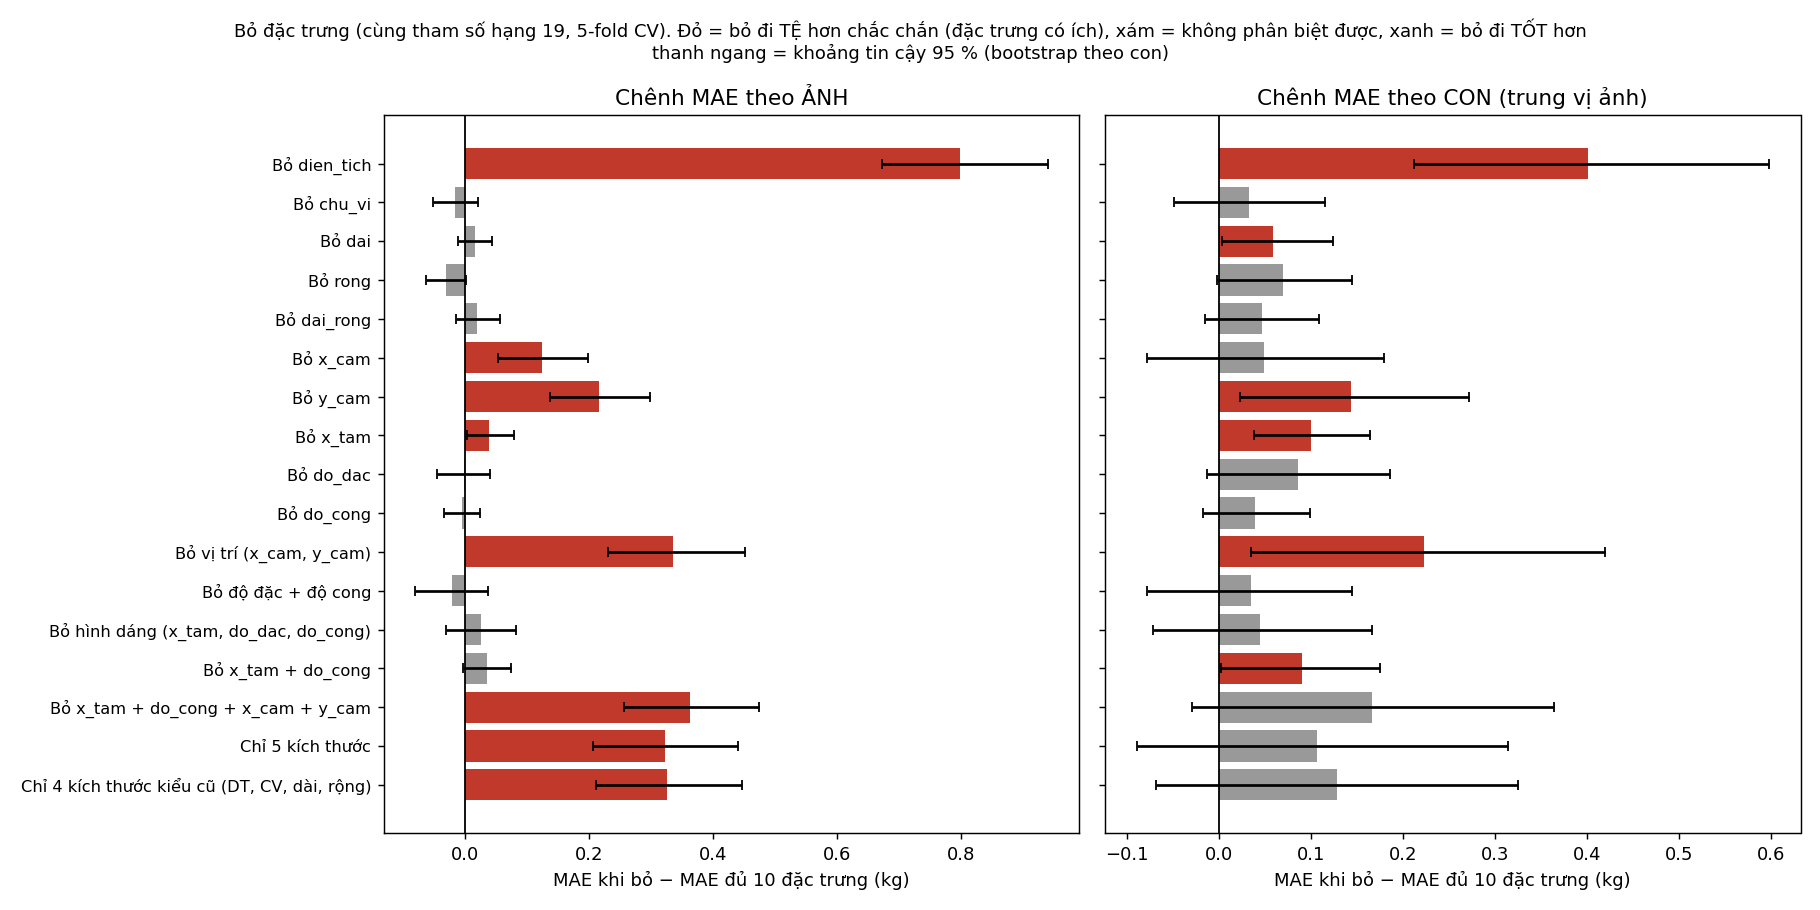 Bỏ đặc trưng (cùng tham số hạng 19, 5-fold CV). Đỏ = bỏ đi TỆ hơn chắc chắn (đặc trưng có ích), xám = không phân biệt được, xanh = bỏ đi TỐT hơn
thanh ngang = khoảng tin cậy 95 % (bootstrap theo con)
Chênh MAE theo ẢNH
Bỏ dien_tich
Bỏ chu_vi
Bỏ dai
Bỏ rong
Bỏ dai_rong
Bỏ x_cam
Bỏ y_cam
Bỏ x_tam
Bỏ do_dac
Bỏ do_cong
Bỏ vị trí (x_cam, y_cam)
Bỏ độ đặc + độ cong
Bỏ hình dáng (x_tam, do_dac, do_cong)
Bỏ x_tam + do_cong
Bỏ x_tam + do_cong + x_cam + y_cam
Chỉ 5 kích thước
Chỉ 4 kích thước kiểu cũ (DT, CV, dài, rộng)
0.0 0.2 0.4 0.6 0.8
MAE khi bỏ − MAE đủ 10 đặc trưng (kg)
Chênh MAE theo CON (trung vị ảnh)
−0.1 0.0 0.1 0.2 0.3 0.4 0.5 0.6
MAE khi bỏ − MAE đủ 10 đặc trưng (kg)